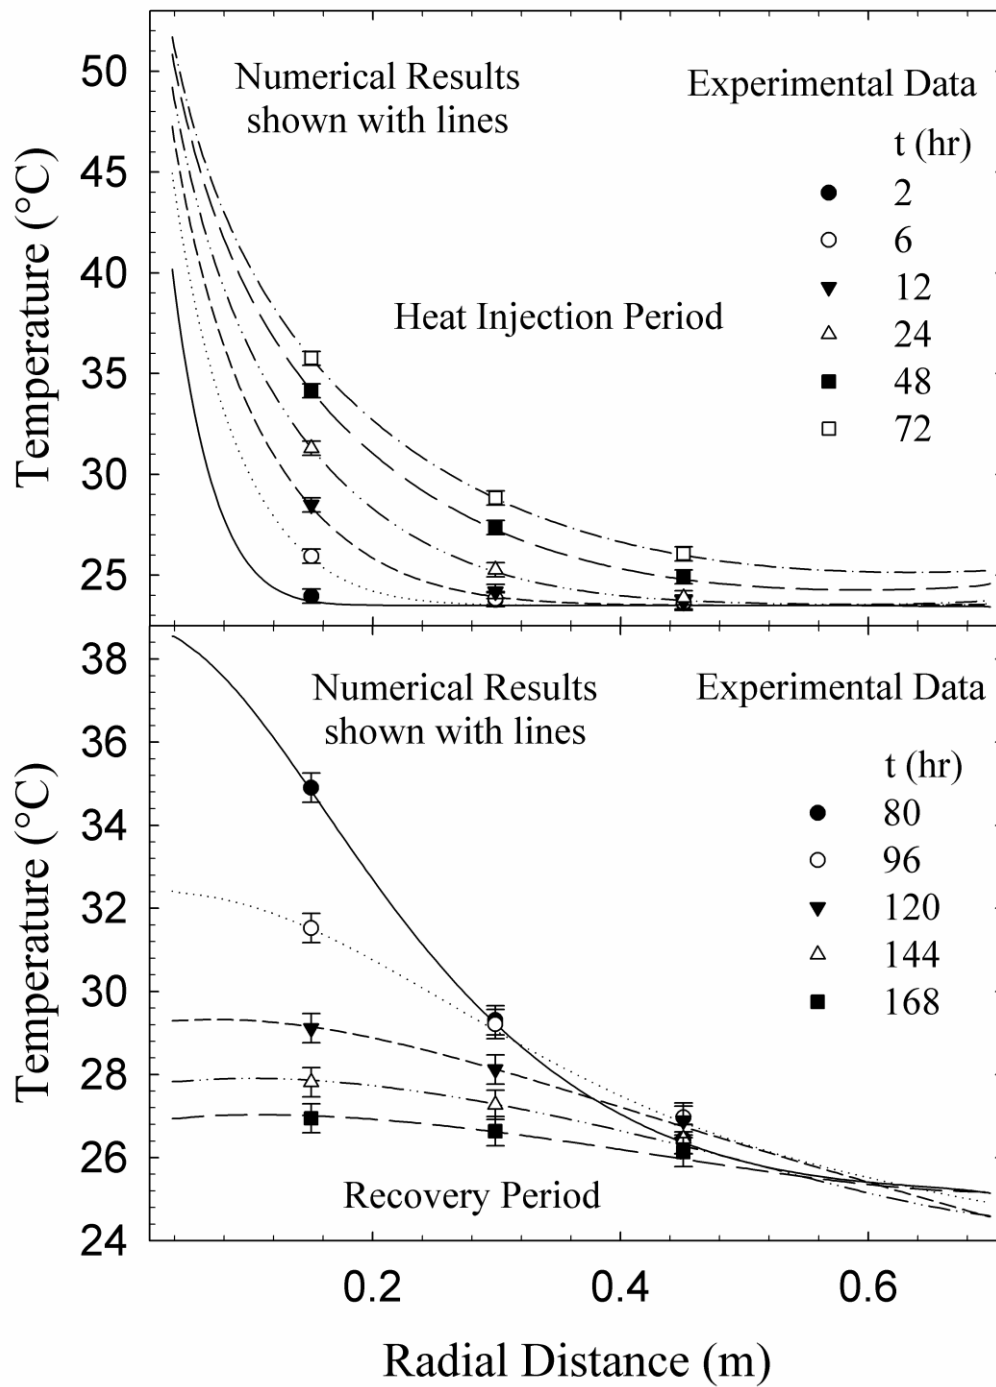 Numerical Results
shown with lines
Experimental Data
t (hr)
2
6
12
24
48
72
Heat Injection Period
Temperature (°C)
50
45
40
35
30
25
Numerical Results
shown with lines
Experimental Data
t (hr)
80
96
120
144
168
Recovery Period
Temperature (°C)
38
36
34
32
30
28
26
24
0.2
0.4
0.6
Radial Distance (m)